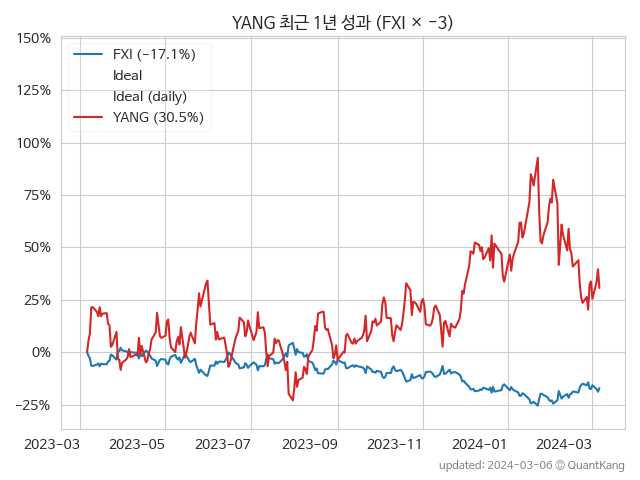 YANG 최근 1년 성과 (FXI × −3)
150%
125%
100%
75%
50%
25%
0%
−25%
FXI (−17.1%)
Ideal
Ideal (daily)
YANG (30.5%)
2023-03 2023-05 2023-07 2023-09 2023-11 2024-01 2024-03
updated: 2024-03-06 © QuantKang